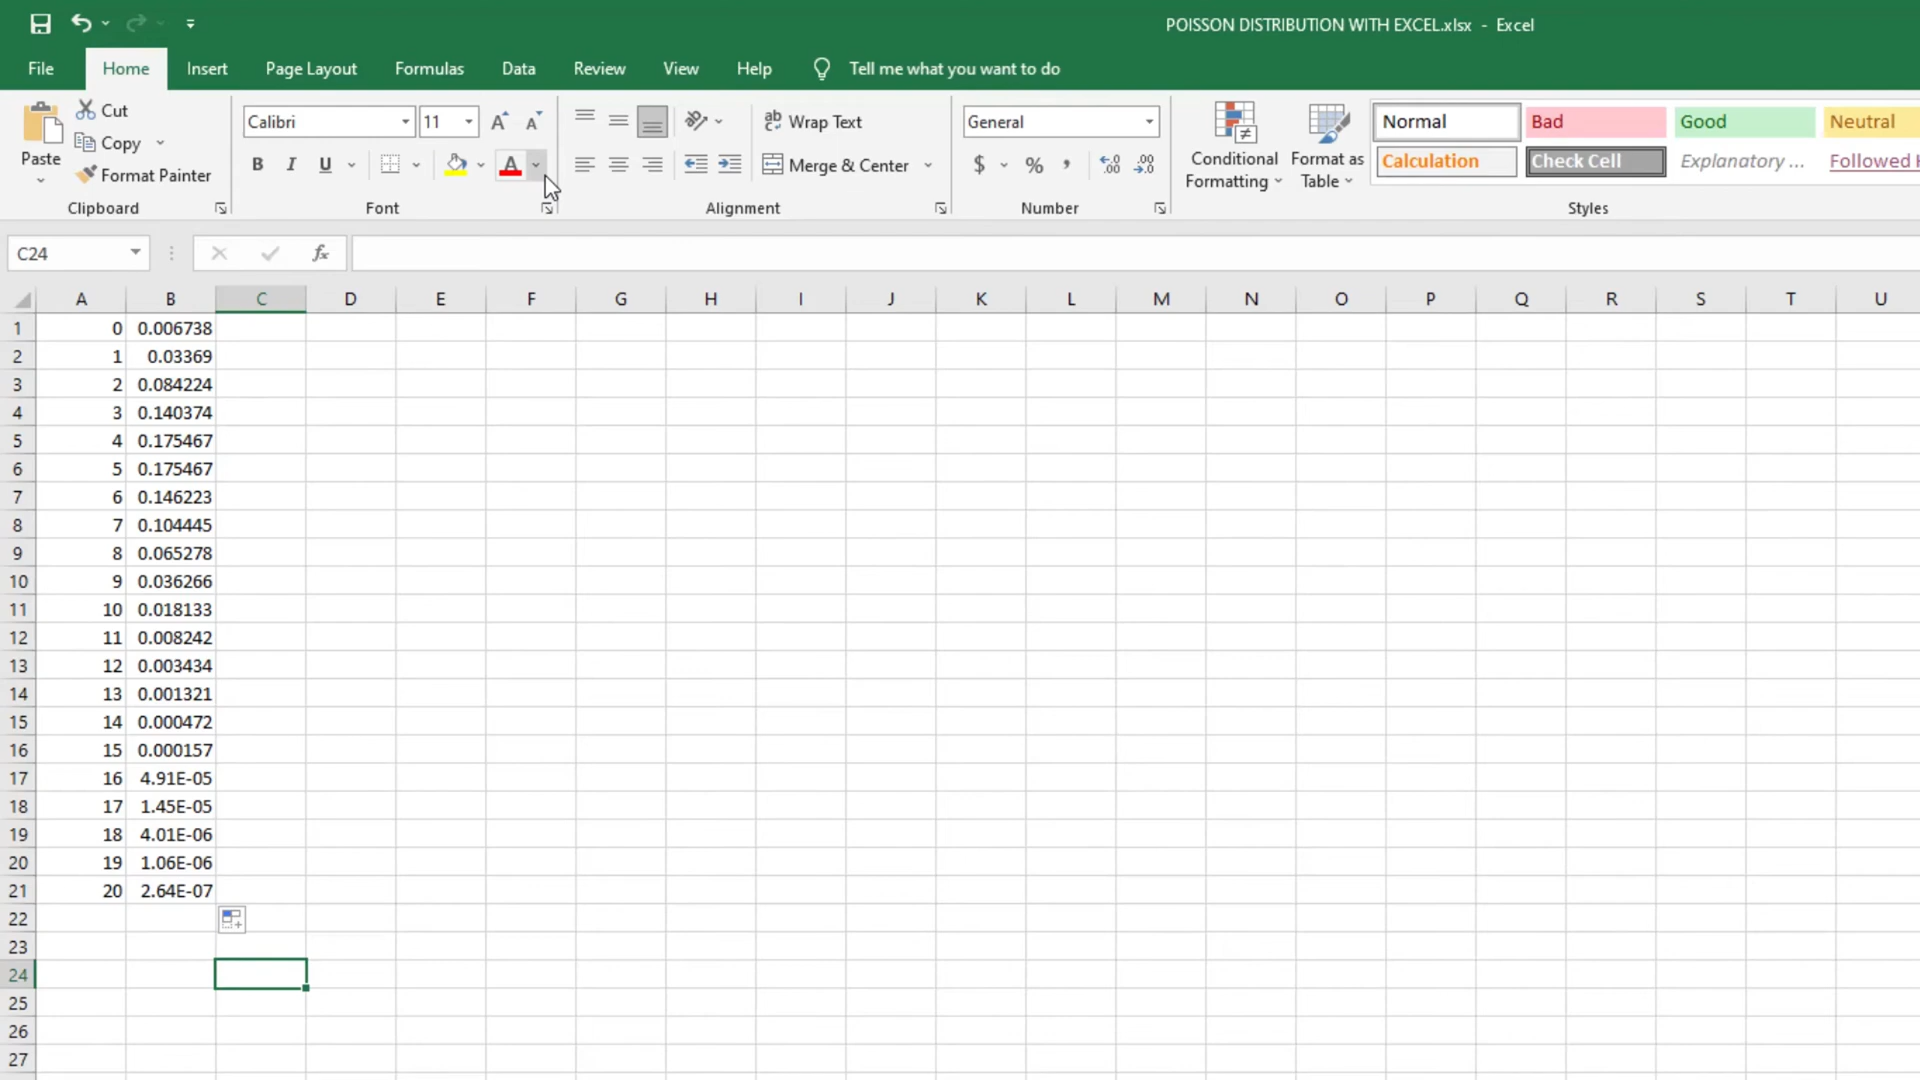 POISSON DISTRIBUTION WITH EXCEL.xlsx - Excel
File Home Insert Page Layout Formulas Data Review View Help Tell me what you want to do
Paste
Cut
Copy
Format Painter
Clipboard
Calibri 11 A A
B I U A
Font
Wrap Text
Merge & Center
Alignment
General
$ % , .00 .00
Number
Conditional Formatting
Format as Table
Normal Bad Good Neutral
Calculation Check Cell Explanatory ... Followed
Styles
C24 fx
A B C D E F G H I J K L M N O P Q R S T U
1 0 0.006738
2 1 0.03369
3 2 0.084224
4 3 0.140374
5 4 0.175467
6 5 0.175467
7 6 0.146223
8 7 0.104445
9 8 0.065278
10 9 0.036266
11 10 0.018133
12 11 0.008242
13 12 0.003434
14 13 0.001321
15 14 0.000472
16 15 0.000157
17 16 4.91E-05
18 17 1.45E-05
19 18 4.01E-06
20 19 1.06E-06
21 20 2.64E-07
22
23
24
25
26
27